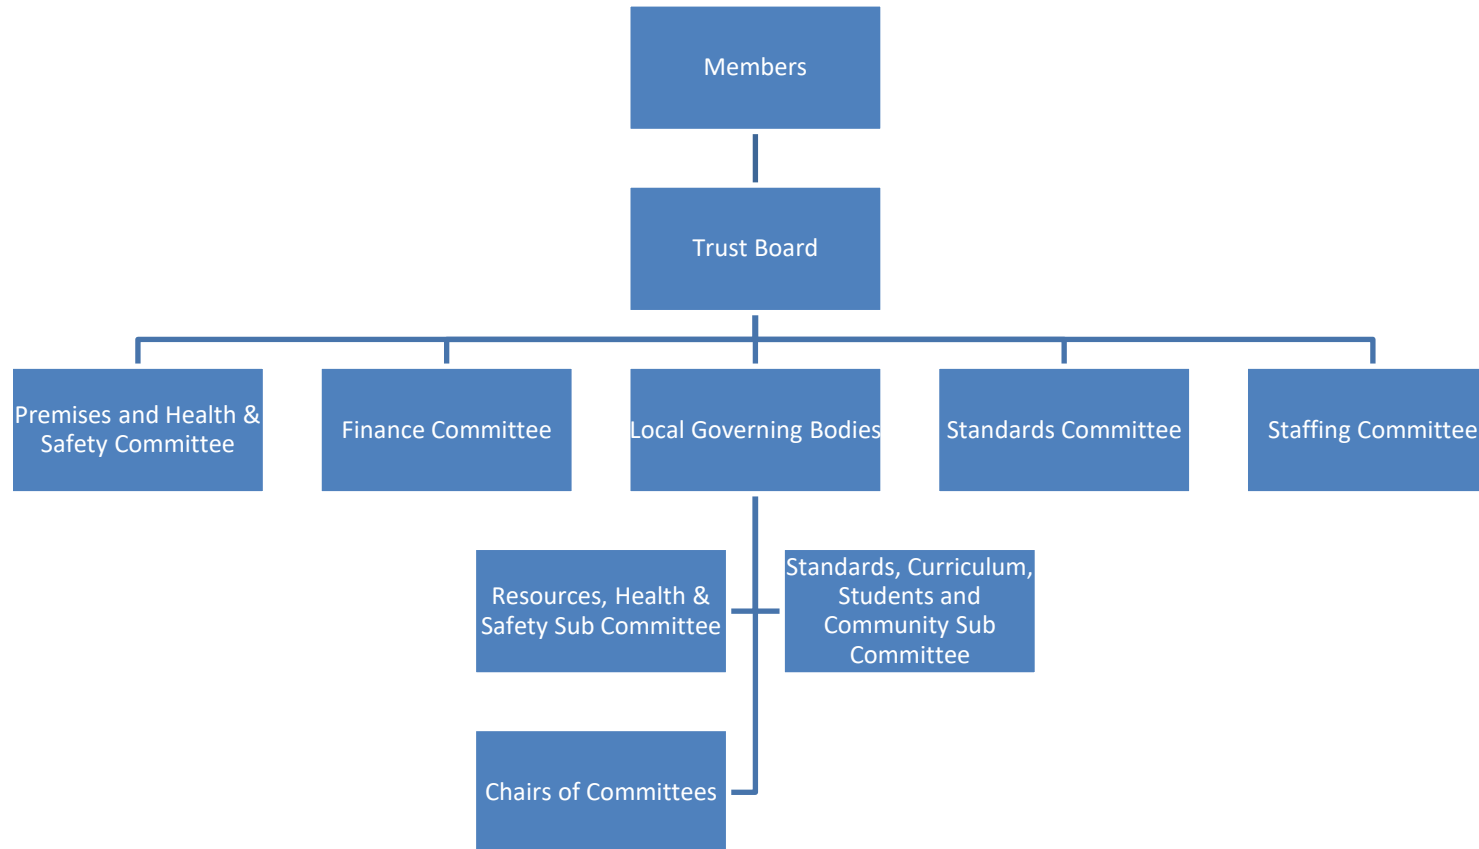 Members
Trust Board
Premises and Health &
Safety Committee
Finance Committee
Local Governing Bodies
Standards Committee
Staffing Committee
Resources, Health &
Safety Sub Committee
Standards, Curriculum,
Students and
Community Sub
Committee
Chairs of Committees